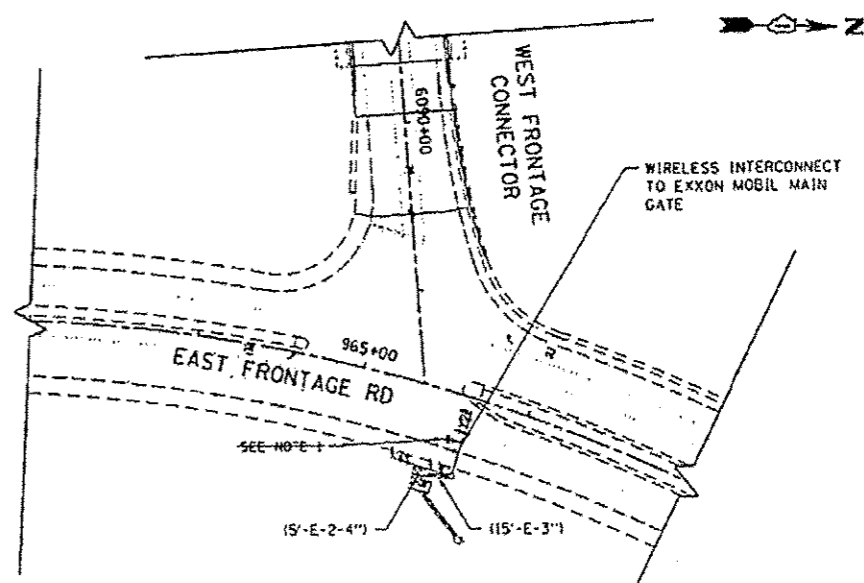 N
WEST FRONTAGE
CONNECTOR
6090+00
WIRELESS INTERCONNECT
TO EXXON MOBIL MAIN
GATE
965+00
EAST FRONTAGE RD
SEE NOTE 1
(5'-E-2-4")
(15'-E-3")